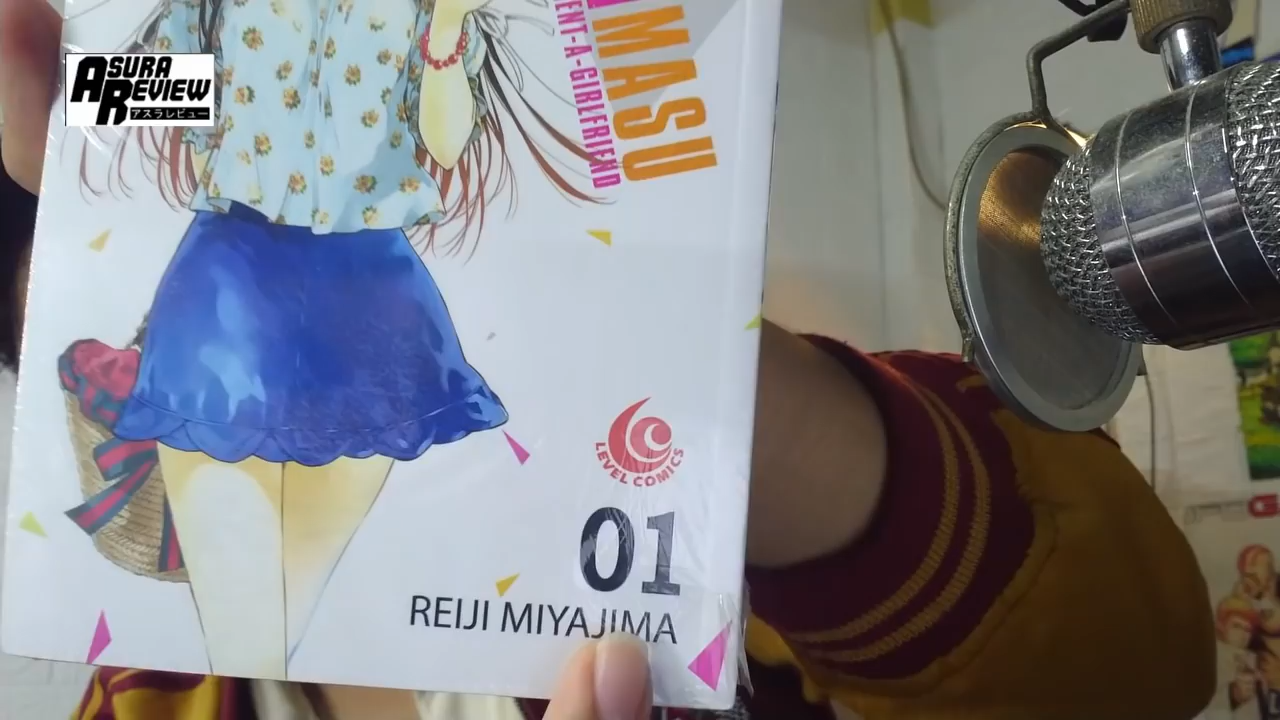 ASURA
REVIEW
アスラレビュー
MASU
ENT-A-GIRLFRIEND
LEVEL COMICS
01
REIJI MIYAJIMA